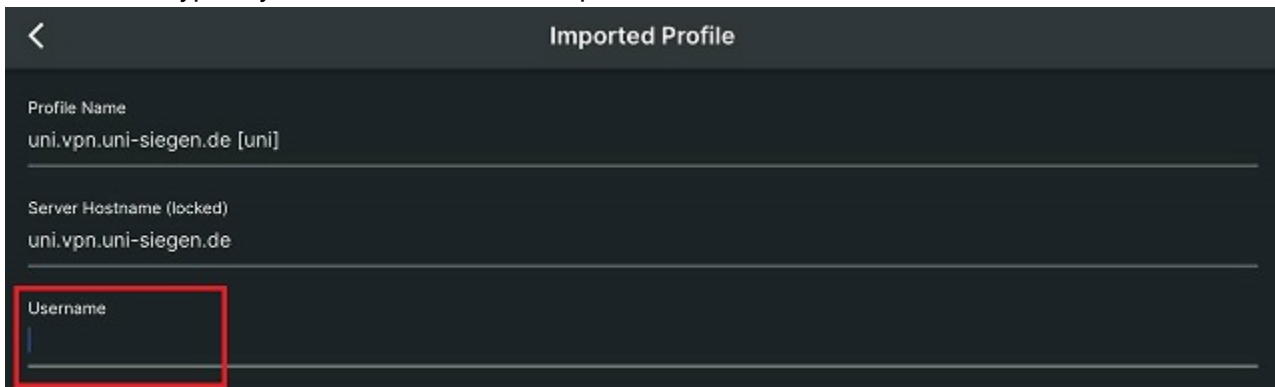 Imported Profile
Profile Name
uni.vpn.uni-siegen.de [uni]
Server Hostname (locked)
uni.vpn.uni-siegen.de
Username